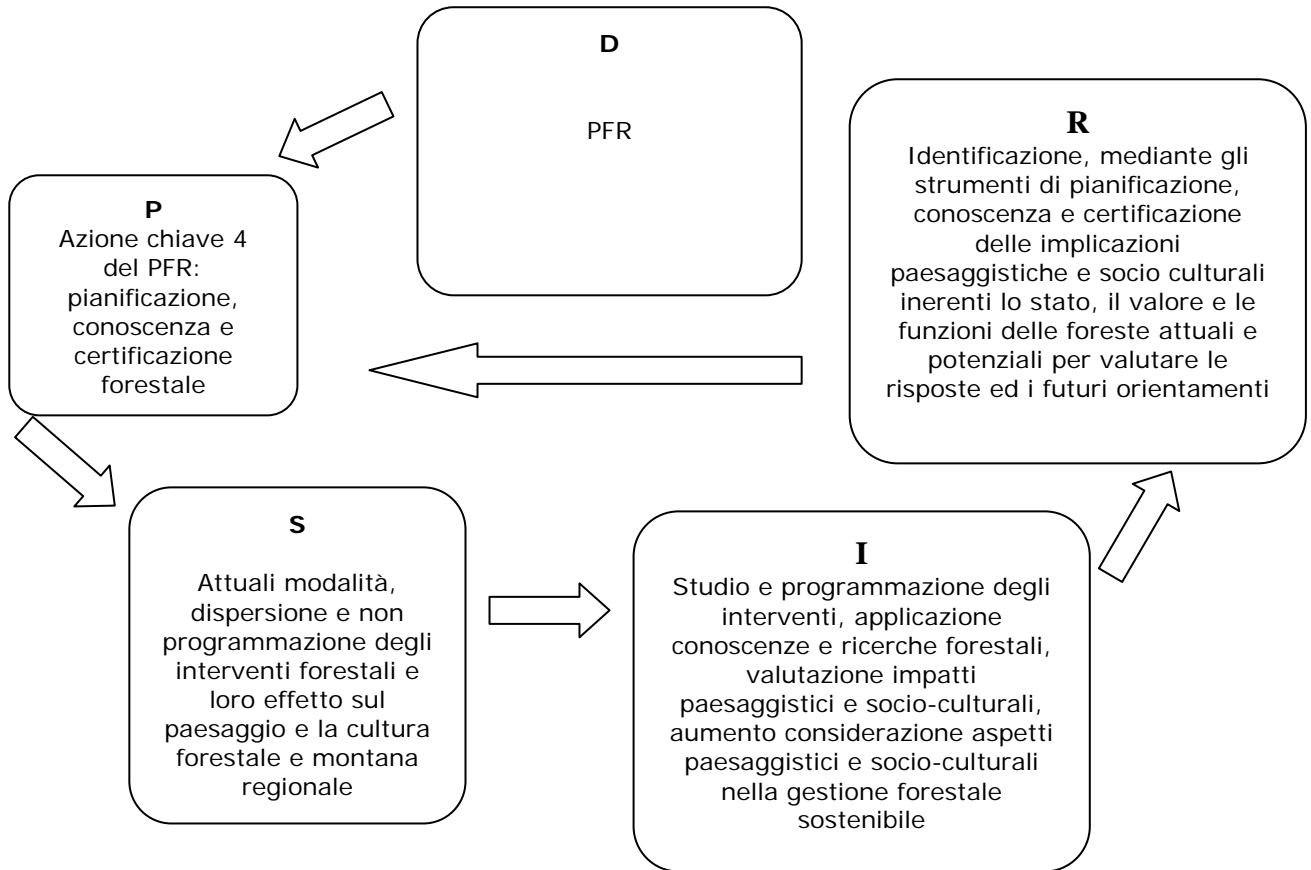 D
PFR
P
Azione chiave 4
del PFR:
pianificazione,
conoscenza e
certificazione
forestale
S
Attuali modalità,
dispersione e non
programmazione degli
interventi forestali e
loro effetto sul
paesaggio e la cultura
forestale e montana
regionale
I
Studio e programmazione degli
interventi, applicazione
conoscenze e ricerche forestali,
valutazione impatti
paesaggistici e socio-culturali,
aumento considerazione aspetti
paesaggistici e socio-culturali
nella gestione forestale
sostenibile
R
Identificazione, mediante gli
strumenti di pianificazione,
conoscenza e certificazione
delle implicazioni
paesaggistiche e socio culturali
inerenti lo stato, il valore e le
funzioni delle foreste attuali e
potenziali per valutare le
risposte ed i futuri orientamenti